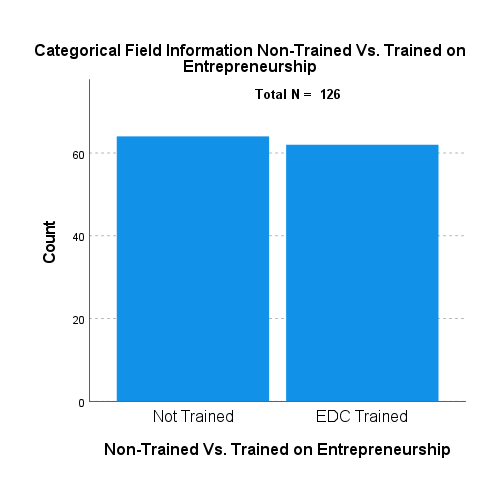 Categorical Field Information Non-Trained Vs. Trained on
Entrepreneurship
Total N = 126
60
40
20
0
Count
Not Trained
EDC Trained
Non-Trained Vs. Trained on Entrepreneurship